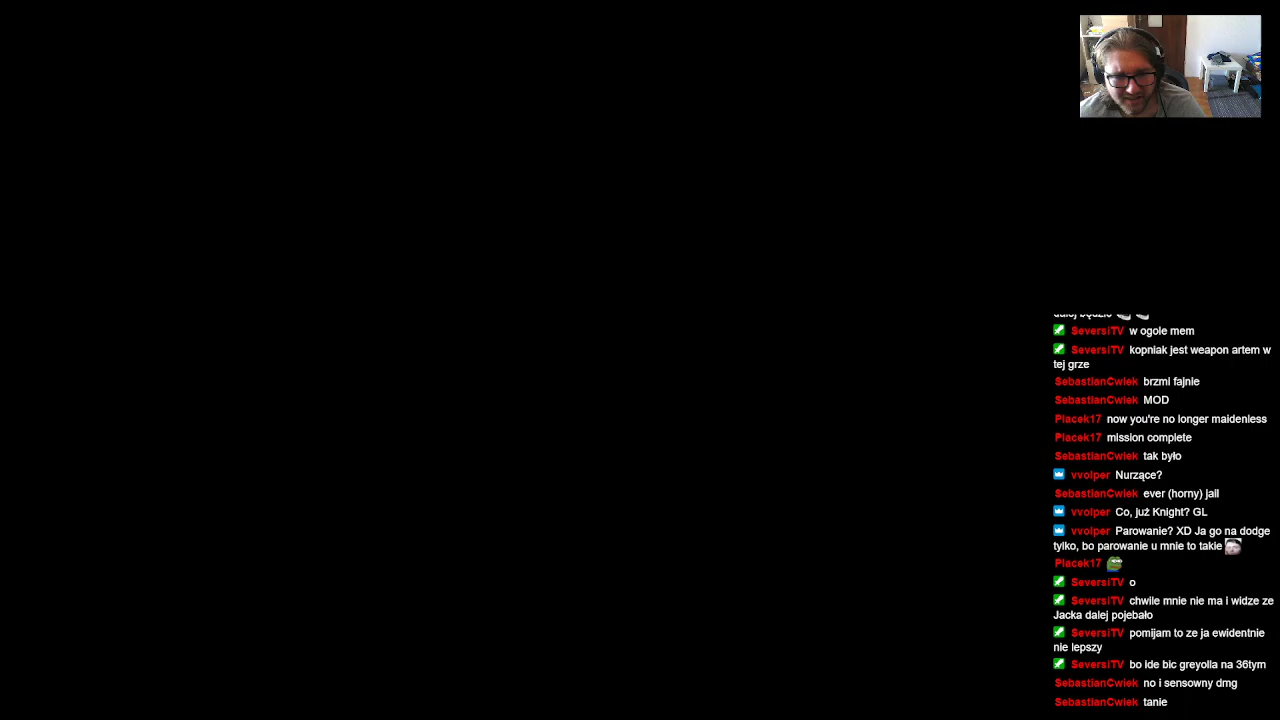 SeversiTV w ogole mem
SeversiTV kopniak jest weapon artem w
tej grze
SebastianCwiek brzmi fajnie
SebastianCwiek MOD
Placek17 now you're no longer maidenless
Placek17 mission complete
SebastianCwiek tak było
vvolper Nurzące?
SebastianCwiek ever (horny) jail
vvolper Co, już Knight? GL
vvolper Parowanie? XD Ja go na dodge
tylko, bo parowanie u mnie to takie
Placek17
SeversiTV o
SeversiTV chwile mnie nie ma i widze ze
Jacka dalej pojebało
SeversiTV pomijam to ze ja ewidentnie
nie lepszy
SeversiTV bo ide bic greyolla na 36tym
SebastianCwiek no i sensowny dmg
SebastianCwiek tanie